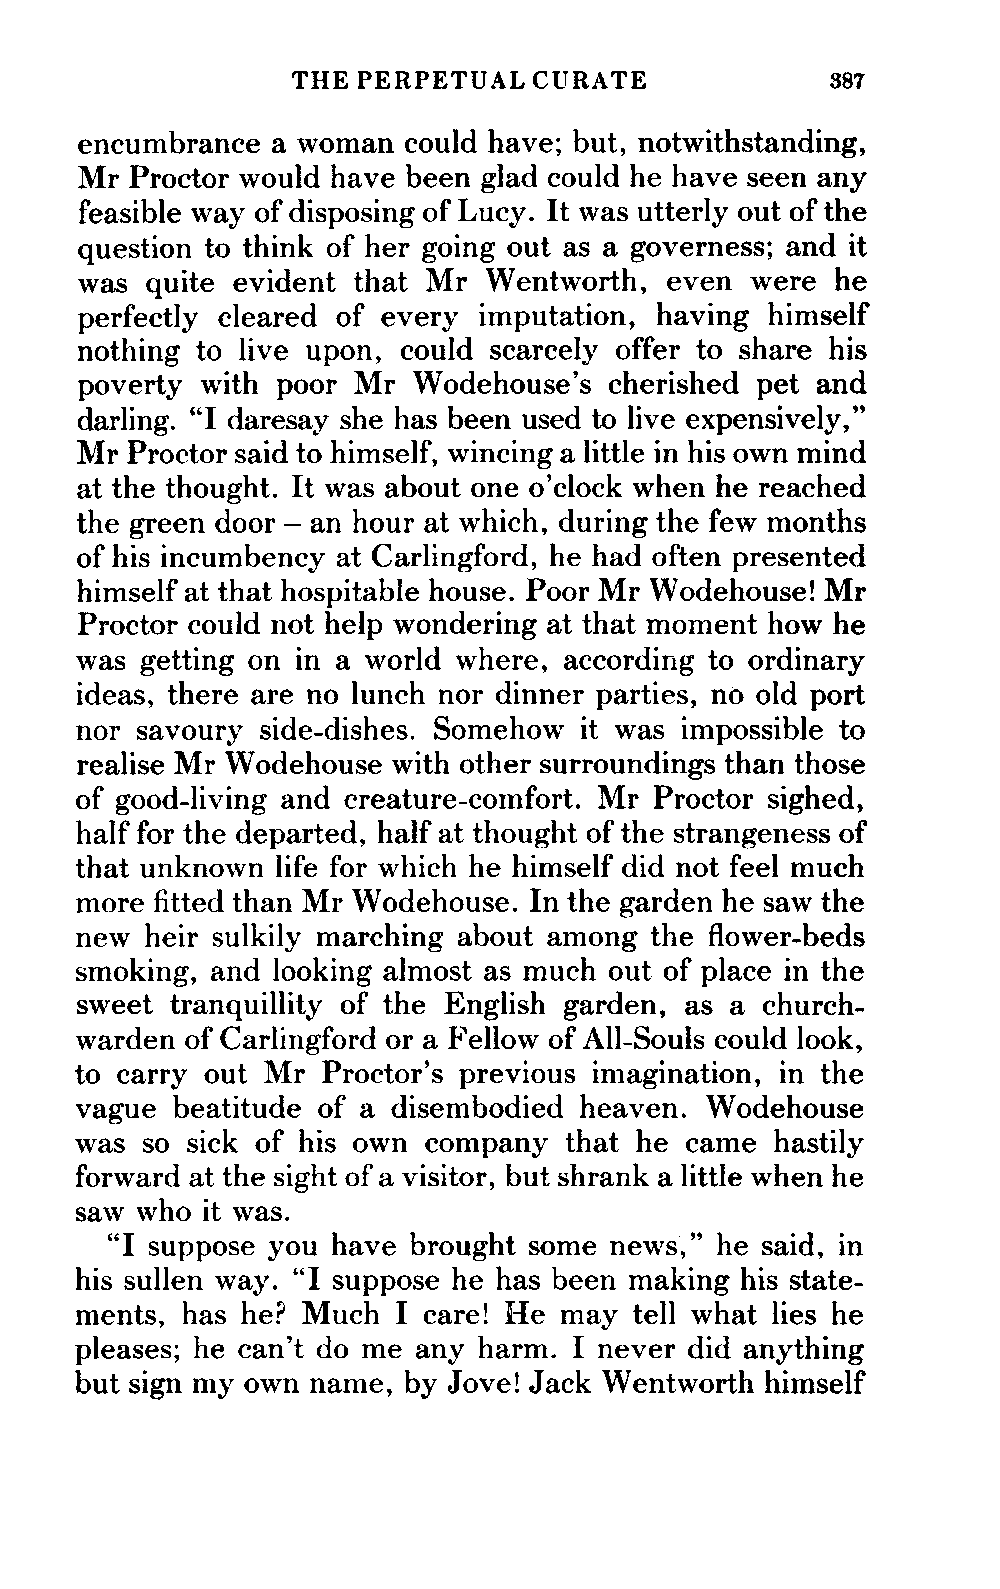 THE PERPETUAL CURATE 387
encumbrance a woman could have; but, notwithstanding,
Mr Proctor would have been glad could he have seen any
feasible way of disposing of Lucy. It was utterly out of the
question to think of her going out as a governess; and it
was quite evident that Mr Wentworth, even were he
perfectly cleared of every imputation, having himself
nothing to live upon, could scarcely offer to share his
poverty with poor Mr Wodehouse’s cherished pet and
darling. “I daresay she has been used to live expensively,”
Mr Proctor said to himself, wincing a little in his own mind
at the thought. It was about one o’clock when he reached
the green door – an hour at which, during the few months
of his incumbency at Carlingford, he had often presented
himself at that hospitable house. Poor Mr Wodehouse! Mr
Proctor could not help wondering at that moment how he
was getting on in a world where, according to ordinary
ideas, there are no lunch nor dinner parties, no old port
nor savoury side-dishes. Somehow it was impossible to
realise Mr Wodehouse with other surroundings than those
of good-living and creature-comfort. Mr Proctor sighed,
half for the departed, half at thought of the strangeness of
that unknown life for which he himself did not feel much
more fitted than Mr Wodehouse. In the garden he saw the
new heir sulkily marching about among the flower-beds
smoking, and looking almost as much out of place in the
sweet tranquillity of the English garden, as a church-
warden of Carlingford or a Fellow of All-Souls could look,
to carry out Mr Proctor’s previous imagination, in the
vague beatitude of a disembodied heaven. Wodehouse
was so sick of his own company that he came hastily
forward at the sight of a visitor, but shrank a little when he
saw who it was.
“I suppose you have brought some news,” he said, in
his sullen way. “I suppose he has been making his state-
ments, has he? Much I care! He may tell what lies he
pleases; he can’t do me any harm. I never did anything
but sign my own name, by Jove! Jack Wentworth himself